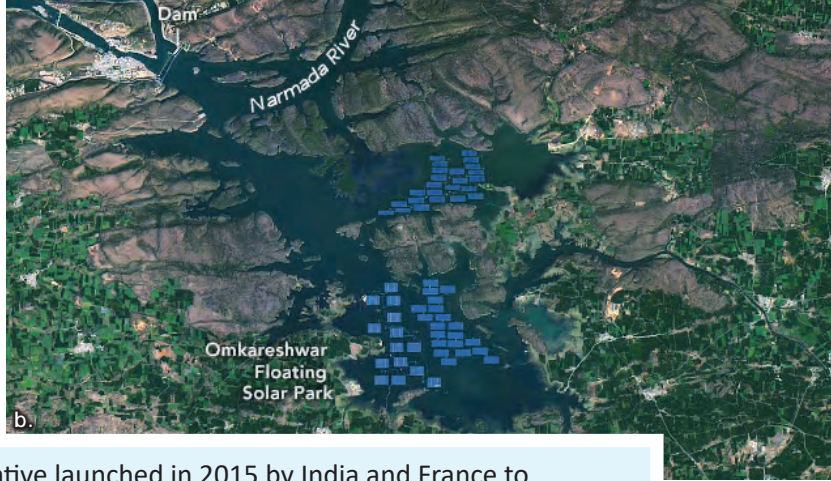 Dam
Narmada River
Omkareshwar
Floating
Solar Park
b.
ative launched in 2015 by India and France to